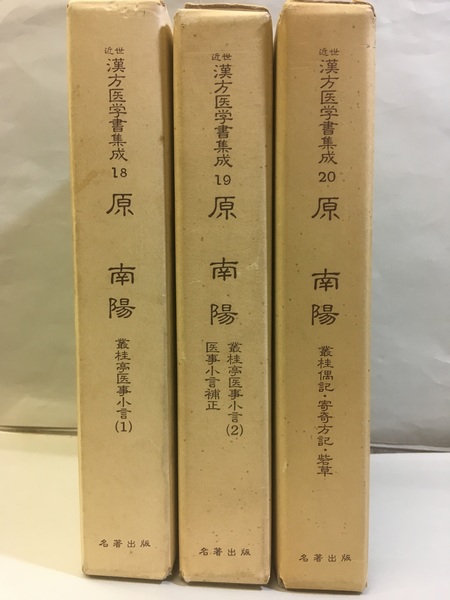 近世
漢方医学書集成
18
原
南陽
叢桂亭医事小言(1)
名著出版
近世
漢方医学書集成
19
原
南陽
叢桂亭医事小言(2)
医事小言補正
名著出版
近世
漢方医学書集成
20
原
南陽
叢桂偶記・寄奇方記・砦草
名著出版